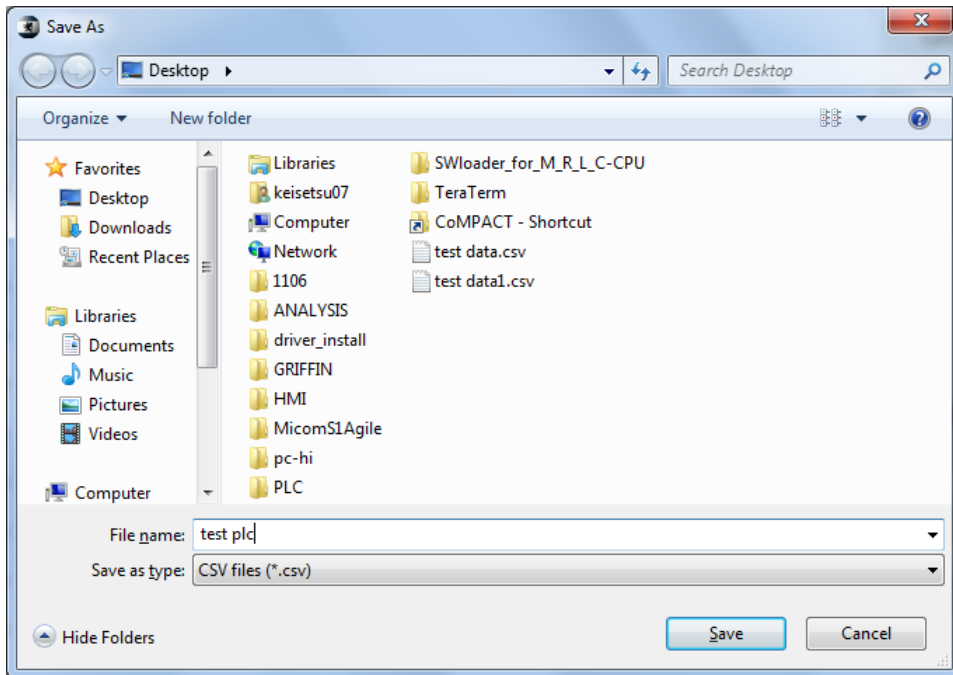 Save As
Desktop
Search Desktop
Organize
New folder
Favorites
Desktop
Downloads
Recent Places
Libraries
Documents
Music
Pictures
Videos
Computer
Libraries
keisetsu07
Computer
Network
1106
ANALYSIS
driver_install
GRIFFIN
HMI
MicomS1Agile
pc-hi
PLC
SWloader_for_M_R_L_C-CPU
TeraTerm
CoMPACT - Shortcut
test data.csv
test data1.csv
File name: test plc
Save as type: CSV files (*.csv)
Hide Folders
Save
Cancel